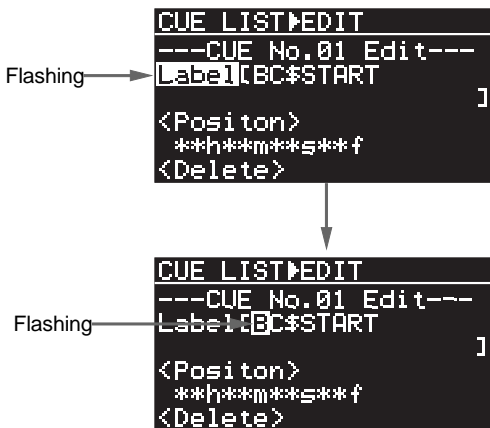 CUE LIST▶EDIT
---CUE No.01 Edit---
Flashing
Label[BC$START
]
<Positon>
**h**m**s**f
<Delete>
CUE LIST▶EDIT
---CUE No.01 Edit---
Flashing
Label[BC$START
]
<Positon>
**h**m**s**f
<Delete>